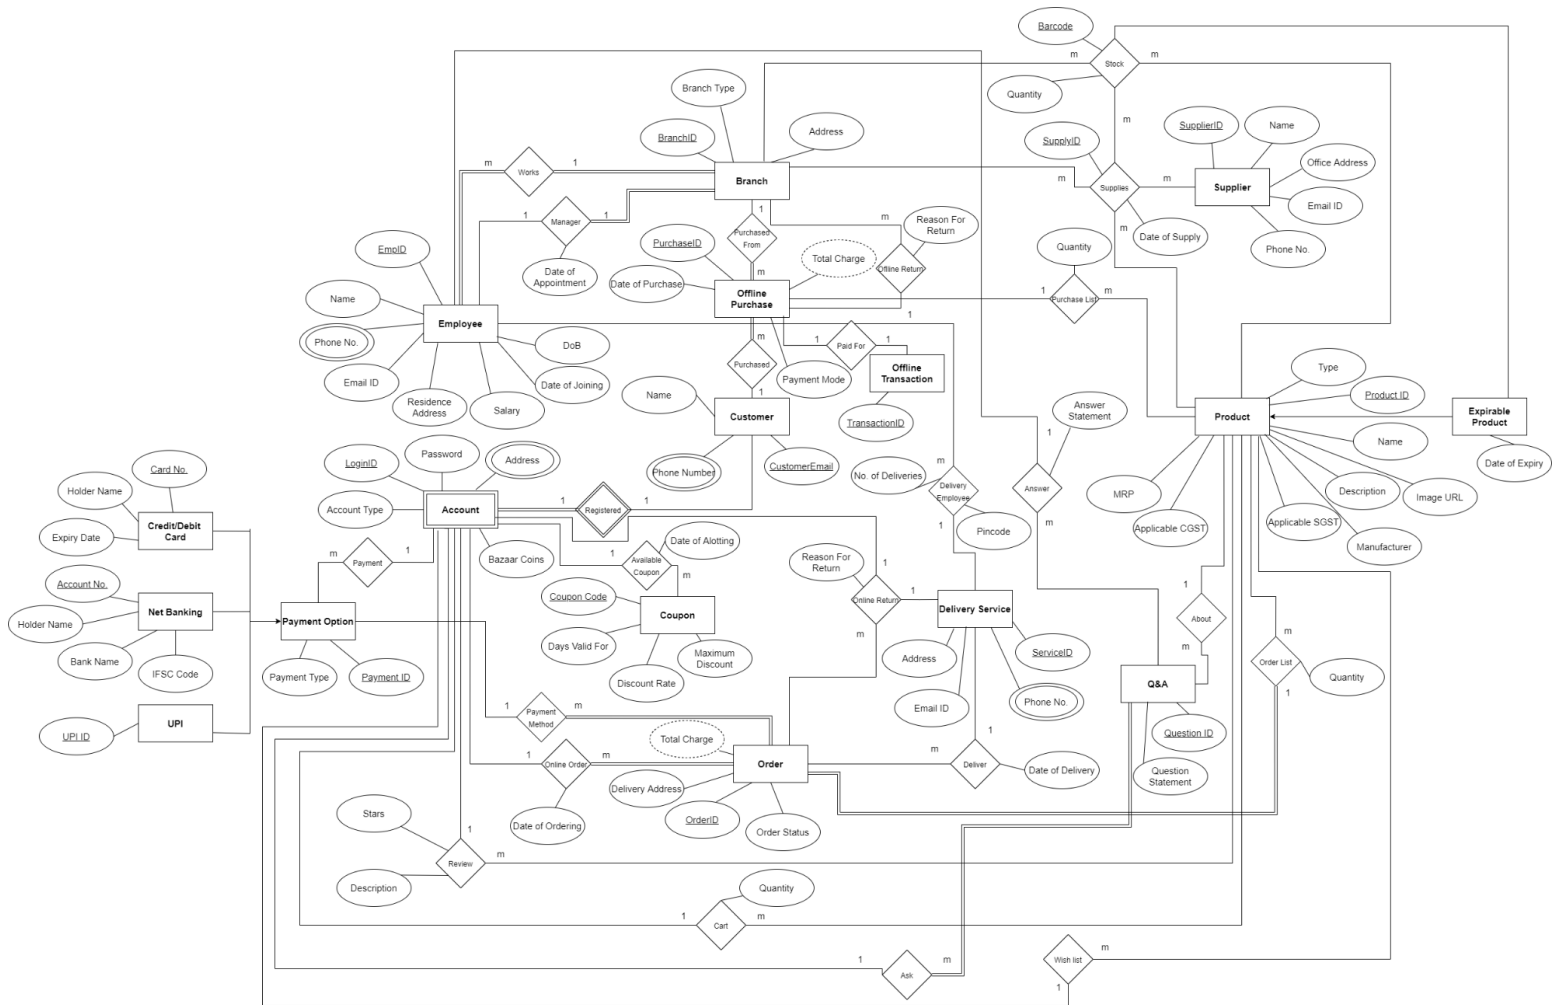 Barcode
m
m
Stock
Quantity
m
Branch Type
BranchID
Address
SupplyID
SupplierID
Name
Office Address
Email ID
Phone No.
Supplier
m
Supplies
m
m
Date of Supply
m
Works
1
Branch
1
Manager
1
Date of
Appointment
1
Purchased
From
m
m
Reason For
Return
Offline Return
PurchaseID
Date of Purchase
Total Charge
Offline
Purchase
Quantity
1
Purchase List
m
EmpID
Name
Phone No.
Email ID
Residence
Address
Salary
Date of Joining
DoB
Employee
1
m
Purchased
1
1
Paid For
1
Payment Mode
Offline
Transaction
TransactionID
Name
Customer
Phone Number
CustomerEmail
Type
Product ID
Name
Product
Expirable
Product
Date of Expiry
MRP
Applicable CGST
Applicable SGST
Description
Image URL
Manufacturer
Answer
Statement
1
Answer
m
No. of Deliveries
m
Delivery
Employee
Pincode
1
LoginID
Password
Address
Account Type
Account
Bazaar Coins
1
Registered
1
Card No.
Holder Name
Expiry Date
Credit/Debit
Card
Account No.
Holder Name
Bank Name
IFSC Code
Net Banking
UPI ID
UPI
m
Payment
1
Payment Option
Payment Type
Payment ID
1
Available
Coupon
Date of Alotting
m
Coupon Code
Days Valid For
Coupon
Discount Rate
Maximum
Discount
Reason For
Return
1
Online Return
1
m
Delivery Service
Address
Email ID
ServiceID
Phone No.
1
About
m
Q&A
Question ID
Question
Statement
m
Order List
1
Quantity
1
Payment
Method
m
1
Online Order
m
Date of Ordering
Total Charge
Delivery Address
OrderID
Order Status
Order
m
Deliver
1
Date of Delivery
Stars
1
Review
m
Description
Quantity
1
Cart
m
1
Ask
m
Wish list
m
1